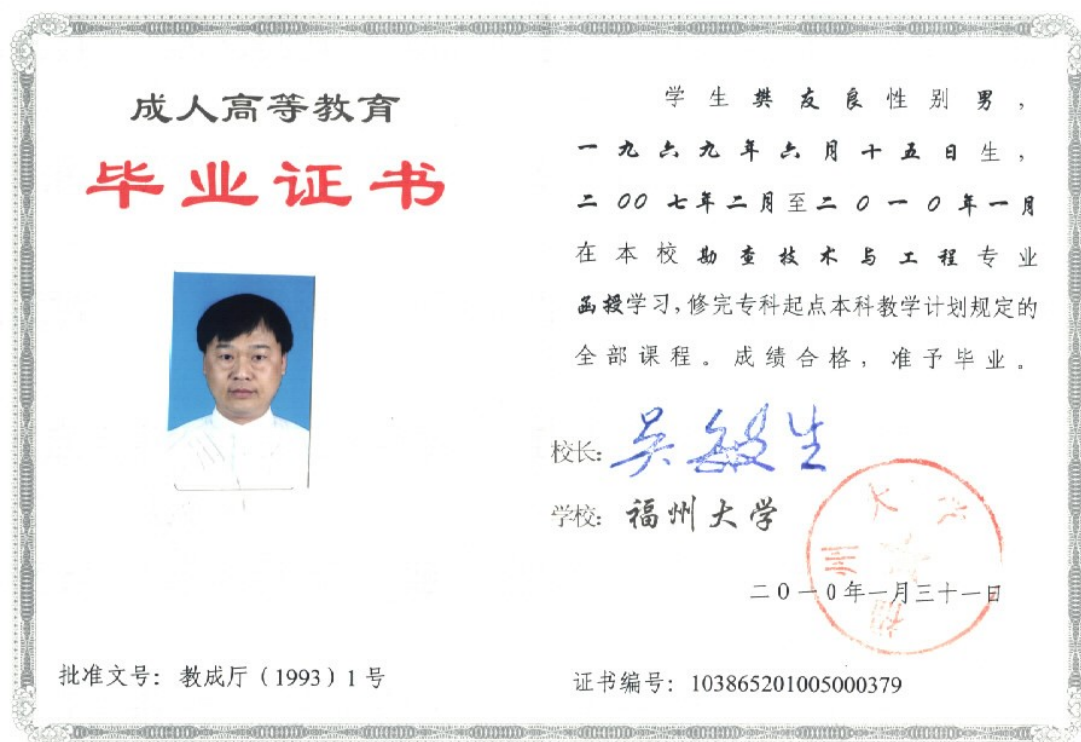 成人高等教育
毕业证书
批准文号：教成厅（1993）1号
学生樊友良性别男，
一九六九年六月十五日生，
二00七年二月至二0一0年一月
在本校勘查技术与工程专业
函授学习，修完专科起点本科教学计划规定的
全部课程。成绩合格，准予毕业。
校长：吴敏生
学校：福州大学
福州大学
二0一0年一月三十一日
证书编号：103865201005000379